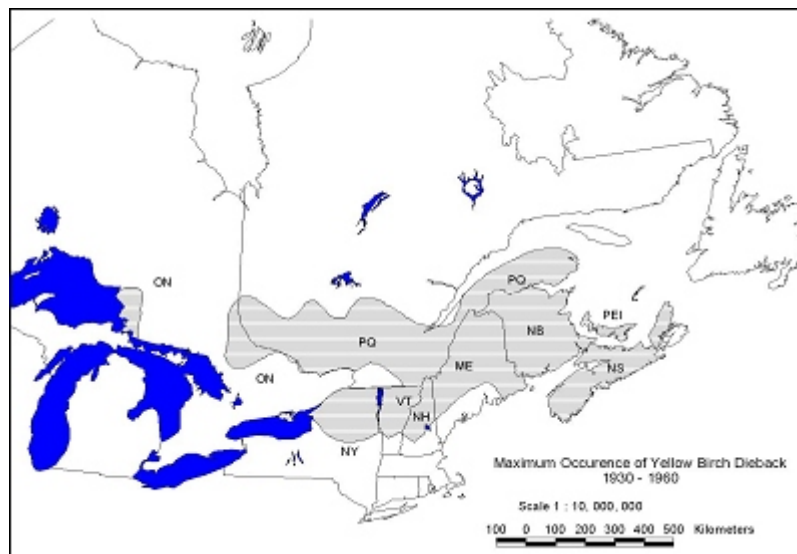 PQ
ON
PEI
NB
PQ
ME
NS
ON
VT
NH
NY
Maximum Occurence of Yellow Birch Dieback
1930 - 1960
Scale 1 : 10, 000, 000
100 0 100 200 300 400 500 Kilometers